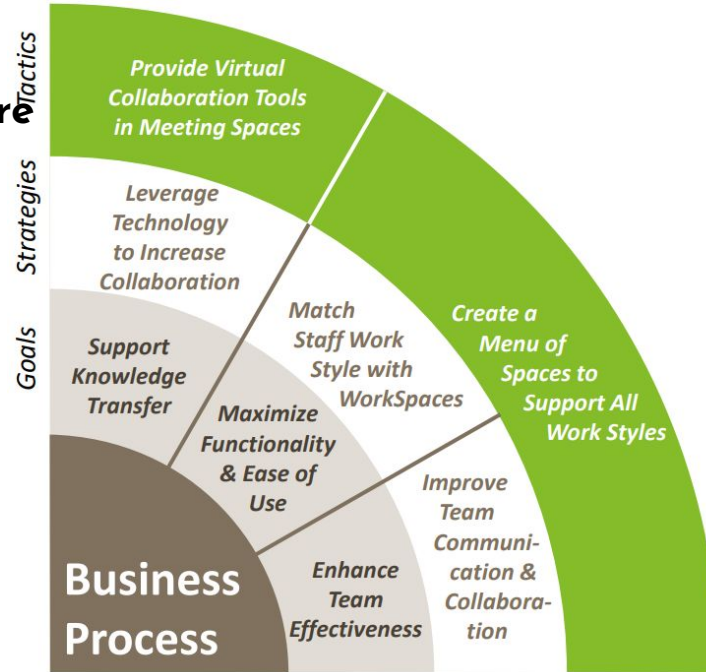 Tactics
Strategies
Goals
re
Provide Virtual
Collaboration Tools
in Meeting Spaces
Leverage
Technology
to Increase
Collaboration
Support
Knowledge
Transfer
Create a
Menu of
Spaces to
Support All
Work Styles
Match
Staff Work
Style with
WorkSpaces
Maximize
Functionality
& Ease of
Use
Improve
Team
Communi-
cation &
Collabora-
tion
Enhance
Team
Effectiveness
Business
Process